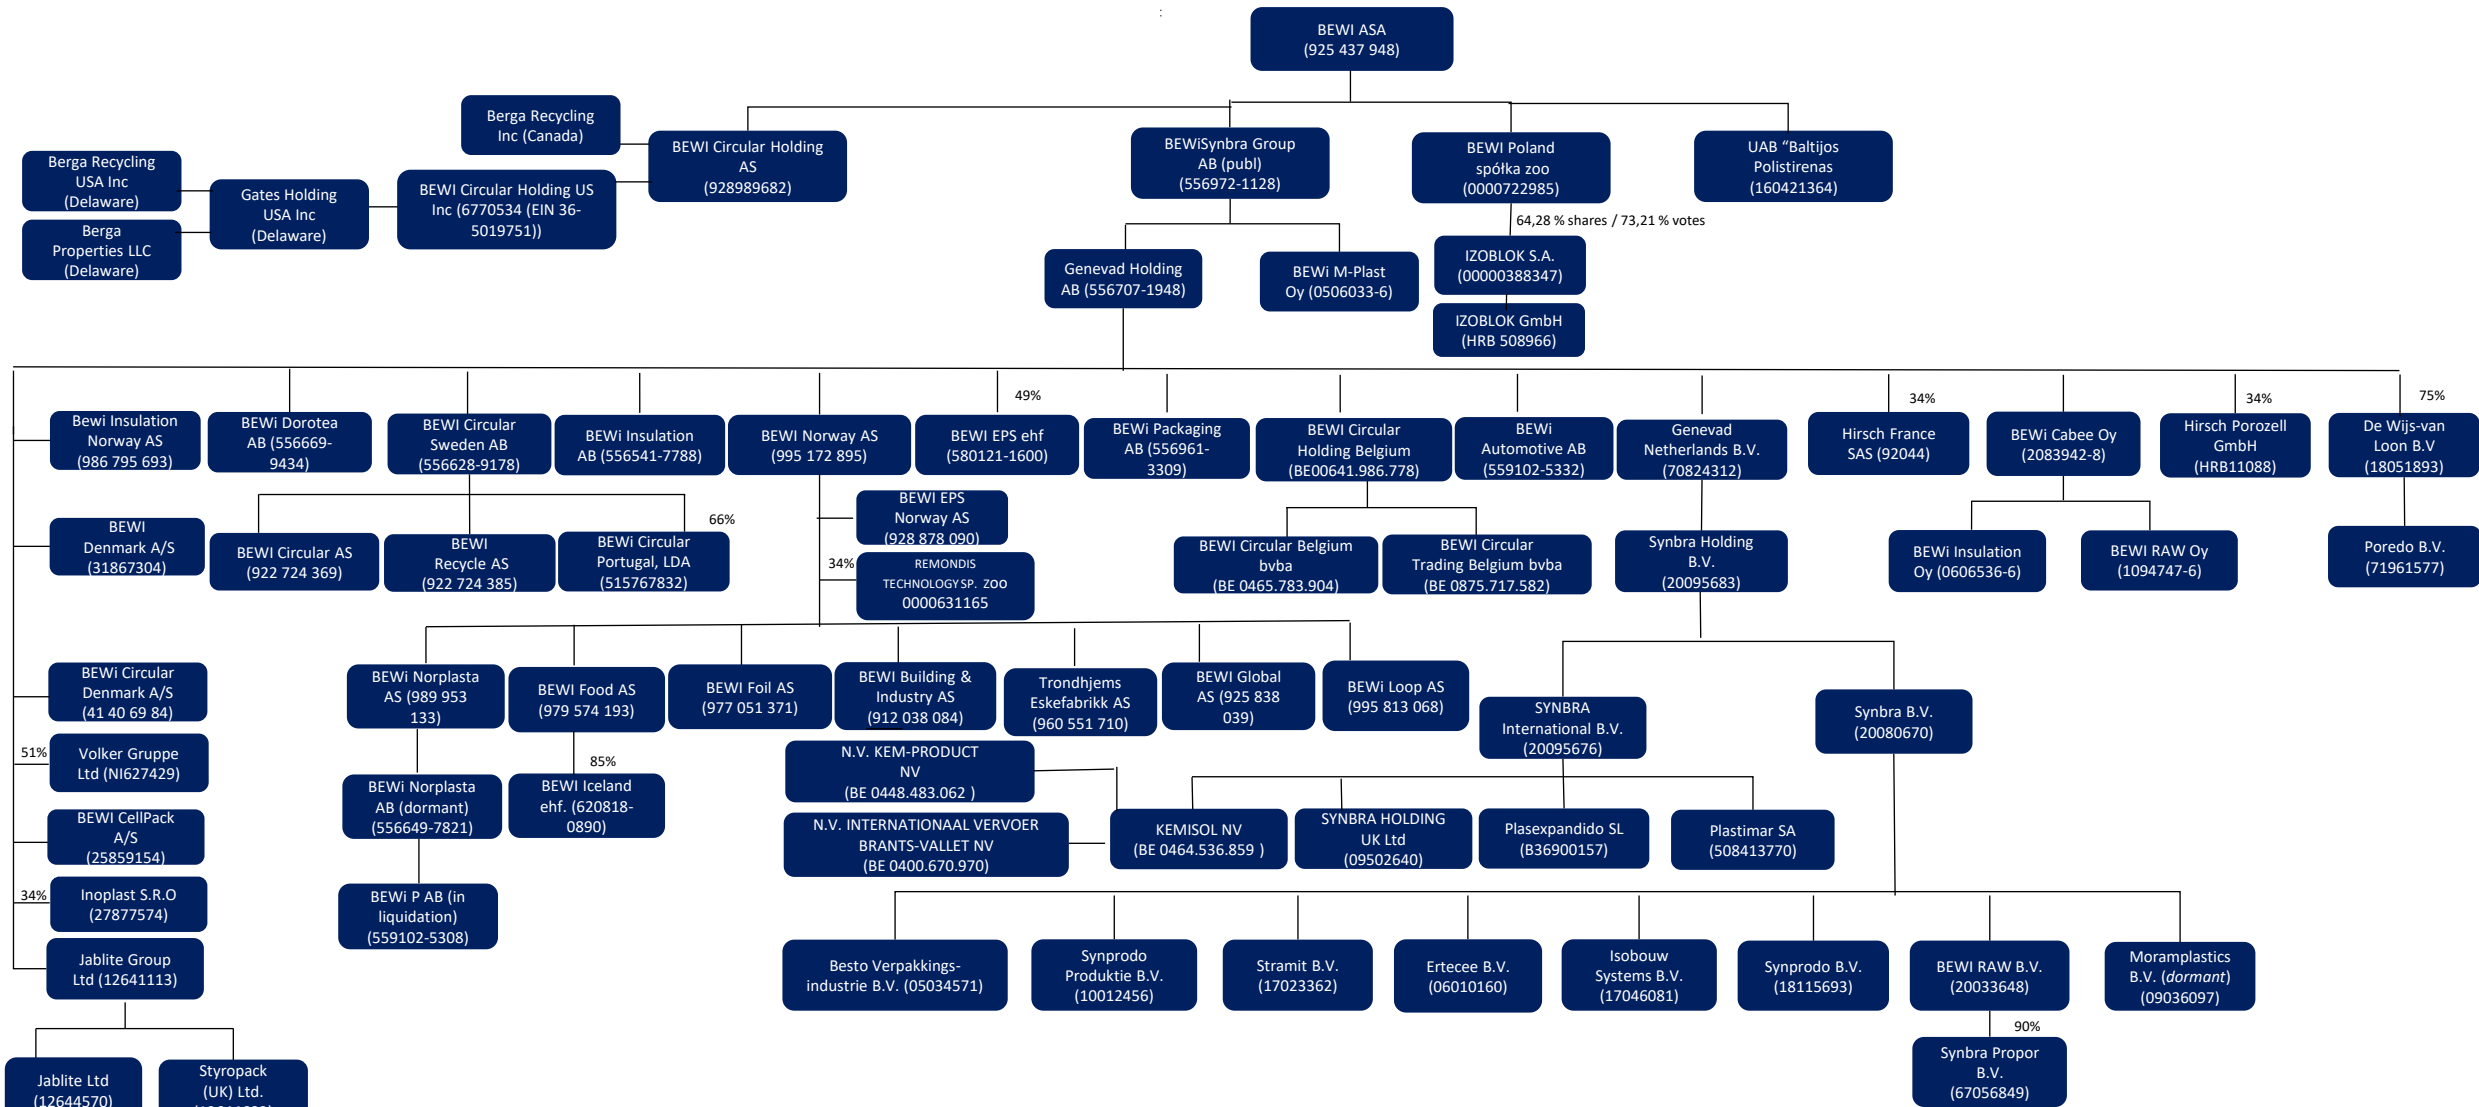 :
BEWI ASA
(925 437 948)
Berga Recycling
Inc (Canada)
BEWI Circular Holding
AS
(928989682)
BEWiSynbra Group
AB (publ)
(556972-1128)
BEWI Poland
spółka zoo
(0000722985)
UAB “Baltijos
Polistirenas
(160421364)
Berga Recycling
USA Inc
(Delaware)
Gates Holding
USA Inc
(Delaware)
BEWI Circular Holding US
Inc (6770534 (EIN 36-
5019751))
Berga
Properties LLC
(Delaware)
64,28 % shares / 73,21 % votes
Genevad Holding
AB (556707-1948)
BEWi M-Plast
Oy (0506033-6)
IZOBLOK S.A.
(00000388347)
IZOBLOK GmbH
(HRB 508966)
49%
34%
34%
75%
Bewi Insulation
Norway AS
(986 795 693)
BEWi Dorotea
AB (556669-
9434)
BEWI Circular
Sweden AB
(556628-9178)
BEWi Insulation
AB (556541-7788)
BEWI Norway AS
(995 172 895)
BEWI EPS ehf
(580121-1600)
BEWi Packaging
AB (556961-
3309)
BEWI Circular
Holding Belgium
(BE00641.986.778)
BEWi
Automotive AB
(559102-5332)
Genevad
Netherlands B.V.
(70824312)
Hirsch France
SAS (92044)
BEWi Cabee Oy
(2083942-8)
Hirsch Porozell
GmbH
(HRB11088)
De Wijs-van
Loon B.V
(18051893)
BEWI
Denmark A/S
(31867304)
BEWI Circular AS
(922 724 369)
BEWI
Recycle AS
(922 724 385)
66%
BEWi Circular
Portugal, LDA
(515767832)
BEWI EPS
Norway AS
(928 878 090)
34%
REMONDIS
TECHNOLOGY SP. ZOO
0000631165
BEWI Circular Belgium
bvba
(BE 0465.783.904)
BEWI Circular
Trading Belgium bvba
(BE 0875.717.582)
Synbra Holding
B.V.
(20095683)
BEWi Insulation
Oy (0606536-6)
BEWI RAW Oy
(1094747-6)
Poredo B.V.
(71961577)
BEWi Circular
Denmark A/S
(41 40 69 84)
BEWi Norplasta
AS (989 953
133)
BEWI Food AS
(979 574 193)
BEWI Foil AS
(977 051 371)
BEWI Building &
Industry AS
(912 038 084)
Trondhjems
Eskefabrikk AS
(960 551 710)
BEWI Global
AS (925 838
039)
BEWi Loop AS
(995 813 068)
SYNBRA
International B.V.
(20095676)
Synbra B.V.
(20080670)
51%
Volker Gruppe
Ltd (NI627429)
BEWi Norplasta
AB (dormant)
(556649-7821)
85%
BEWI Iceland
ehf. (620818-
0890)
N.V. KEM-PRODUCT
NV
(BE 0448.483.062 )
N.V. INTERNATIONAAL VERVOER
BRANTS-VALLET NV
(BE 0400.670.970)
KEMISOL NV
(BE 0464.536.859 )
SYNBRA HOLDING
UK Ltd
(09502640)
Plasexpandido SL
(B36900157)
Plastimar SA
(508413770)
BEWI CellPack
A/S
(25859154)
34%
Inoplast S.R.O
(27877574)
BEWi P AB (in
liquidation)
(559102-5308)
Jablite Group
Ltd (12641113)
Besto Verpakkings-
industrie B.V. (05034571)
Synprodo
Produktie B.V.
(10012456)
Stramit B.V.
(17023362)
Ertecee B.V.
(06010160)
Isobouw
Systems B.V.
(17046081)
Synprodo B.V.
(18115693)
BEWI RAW B.V.
(20033648)
Moramplastics
B.V. (dormant)
(09036097)
90%
Synbra Propor
B.V.
(67056849)
Jablite Ltd
(12644570)
Styropack
(UK) Ltd.